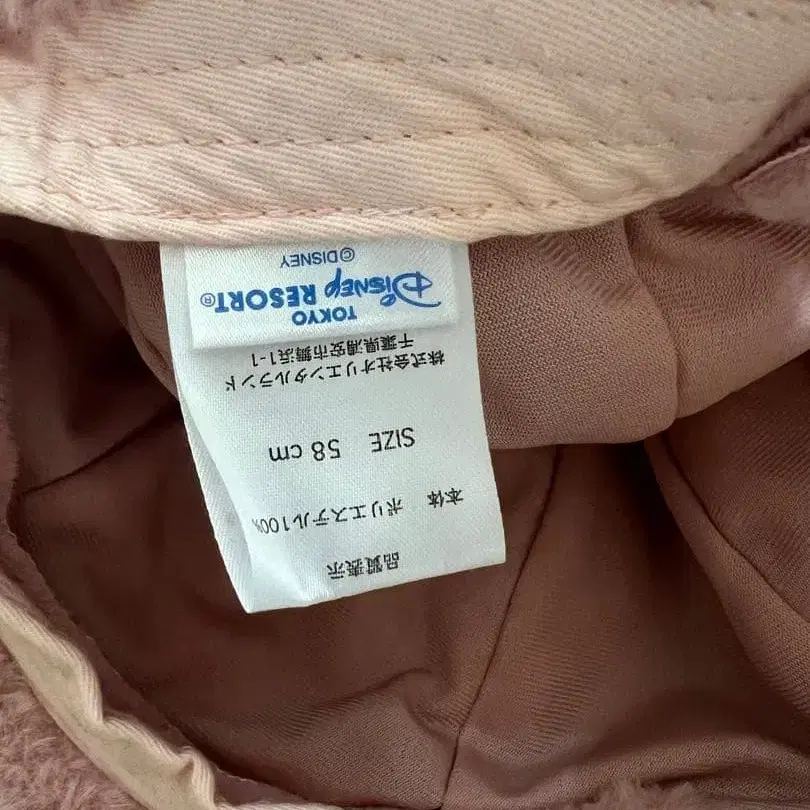 品質表示
本体 ポリエステル100%
SIZE 58 cm
株式会社オリエンタルランド
千葉県浦安市舞浜1-1
TOKYO
Disney RESORT®
©DISNEY